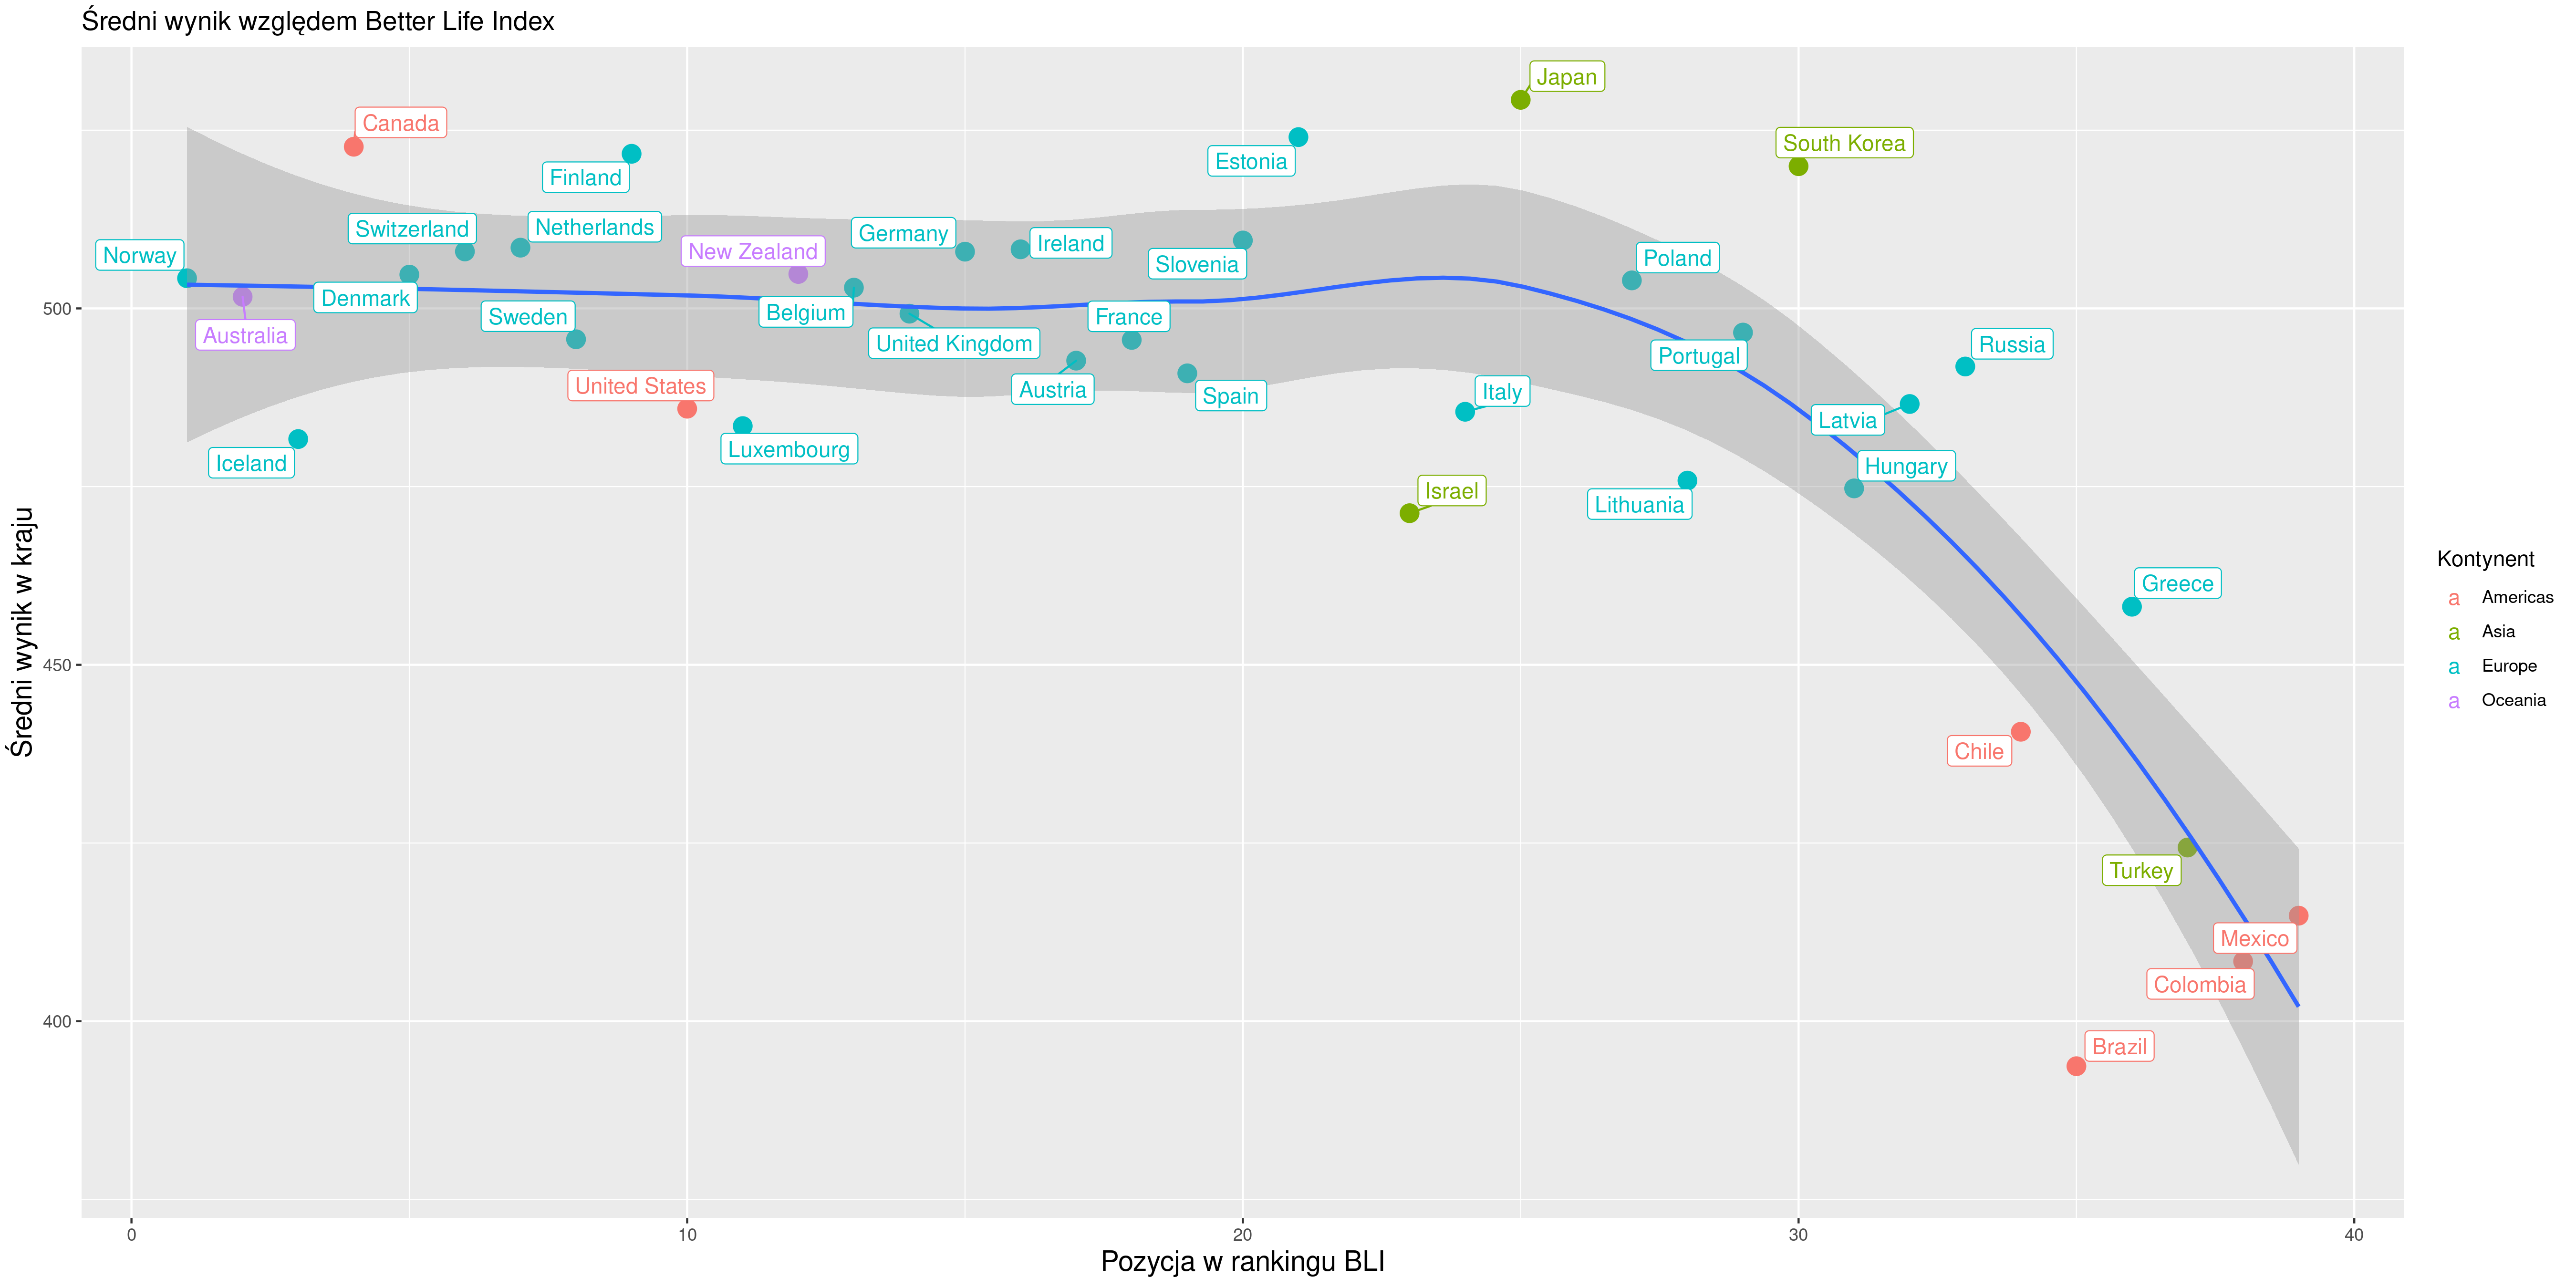 Średni wynik względem Better Life Index
Japan
Canada
South Korea
Estonia
Finland
Netherlands
Switzerland
Germany
Ireland
New Zealand
Norway
Poland
Slovenia
Denmark
500
Belgium
Sweden
France
Australia
United Kingdom
Russia
Portugal
United States
Austria
Italy
Spain
Latvia
Luxembourg
Iceland
Hungary
Israel
Lithuania
Greece
450
Chile
Turkey
Mexico
Colombia
400
Brazil
0
10
20
30
40
Pozycja w rankingu BLI
Średni wynik w kraju
Kontynent
a Americas
a Asia
a Europe
a Oceania